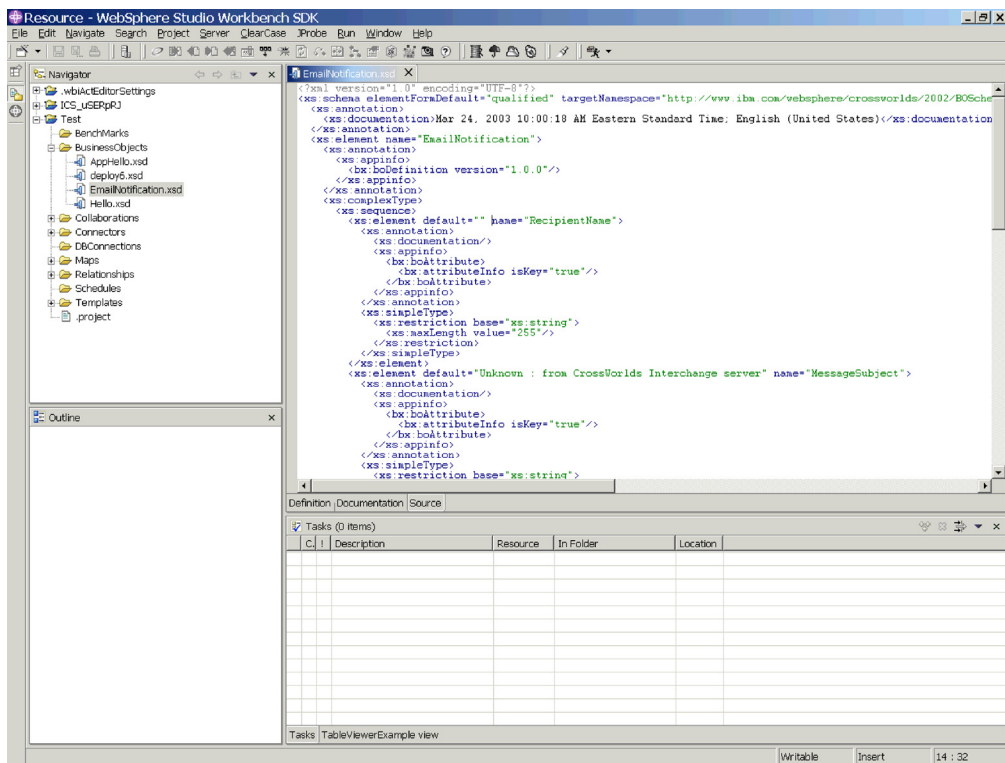 Resource - WebSphere Studio Workbench SDK
File Edit Navigate Search Project Server ClearCase JProbe Run Window Help
Navigator
.wbiActEditorSettings
ICS_uSERpRJ
Test
BenchMarks
BusinessObjects
AppHello.xsd
deploy6.xsd
EmailNotification.xsd
Hello.xsd
Collaborations
Connectors
DBConnections
Maps
Relationships
Schedules
Templates
.project
Outline
EmailNotification.xsd
<?xml version="1.0" encoding="UTF-8"?>
<xs:schema elementFormDefault="qualified" targetNamespace="http://www.ibm.com/websphere/crossworlds/2002/BOSche
<xs:annotation>
<xs:documentation>Mar 24, 2003 10:00:18 AM Eastern Standard Time; English (United States)</xs:documentation
</xs:annotation>
<xs:element name="EmailNotification">
<xs:annotation>
<xs:appinfo>
<bx:boDefinition version="1.0.0"/>
</xs:appinfo>
</xs:annotation>
<xs:complexType>
<xs:sequence>
<xs:element default="" name="RecipientName">
<xs:annotation>
<xs:documentation/>
<xs:appinfo>
<bx:boAttribute>
<bx:attributeInfo isKey="true"/>
</bx:boAttribute>
</xs:appinfo>
</xs:annotation>
<xs:simpleType>
<xs:restriction base="xs:string">
<xs:maxLength value="255"/>
</xs:restriction>
</xs:simpleType>
</xs:element>
<xs:element default="Unknown : from CrossWorlds Interchange server" name="MessageSubject">
<xs:annotation>
<xs:documentation/>
<xs:appinfo>
<bx:boAttribute>
<bx:attributeInfo isKey="true"/>
</bx:boAttribute>
</xs:appinfo>
</xs:annotation>
<xs:simpleType>
<xs:restriction base="xs:string">
Definition Documentation Source
Tasks (0 items)
C. ! Description Resource In Folder Location
Tasks TableViewerExample view
Writable Insert 14 : 32